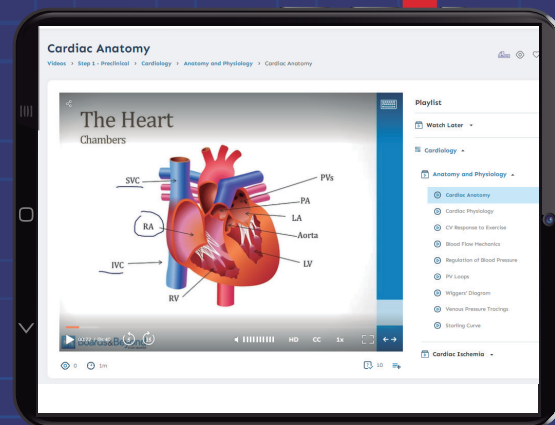 Cardiac Anatomy
Videos > Step 1 - Preclinical > Cardiology > Anatomy and Physiology > Cardiac Anatomy
The Heart
Chambers
SVC
PVs
PA
LA
RA
Aorta
IVC
LV
RV
HD CC 1x
0 1/H
10
Playlist
Watch Later
Cardiology
Anatomy and Physiology
Cardiac Anatomy
Cardiac Physiology
CV Response to Exercise
Blood Flow Mechanics
Regulation of Blood Pressure
PV Loops
Wiggers' Diagram
Venous Pressure Tracings
Starling Curve
Cardiac Ischemia